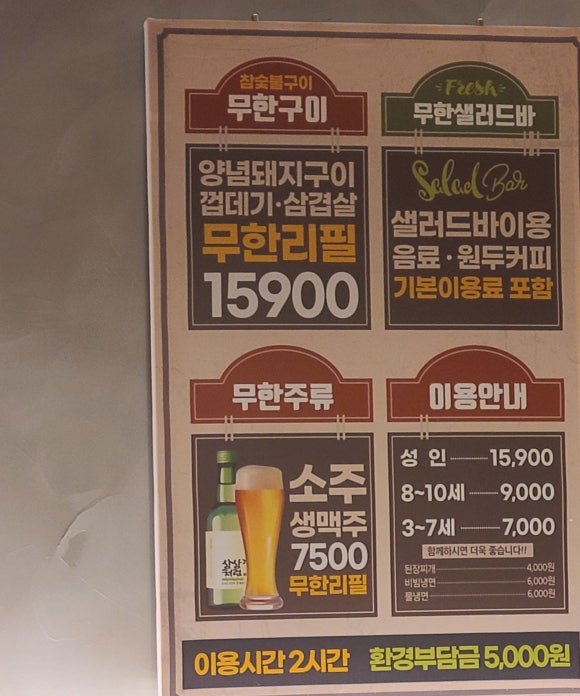 참숯불구이
무한구이
양념돼지구이
껍데기·삼겹살
무한리필
15900
Fresh
무한샐러드바
Salad Bar
샐러드바이용
음료·원두커피
기본이용료 포함
무한주류
소주
생맥주
7500
무한리필
이용안내
성 인 15,900
8~10세 9,000
3~7세 7,000
함께하시면 더욱 좋습니다!!
된장찌개 4,000원
비빔냉면 6,000원
물냉면 6,000원
이용시간 2시간 환경부담금 5,000원